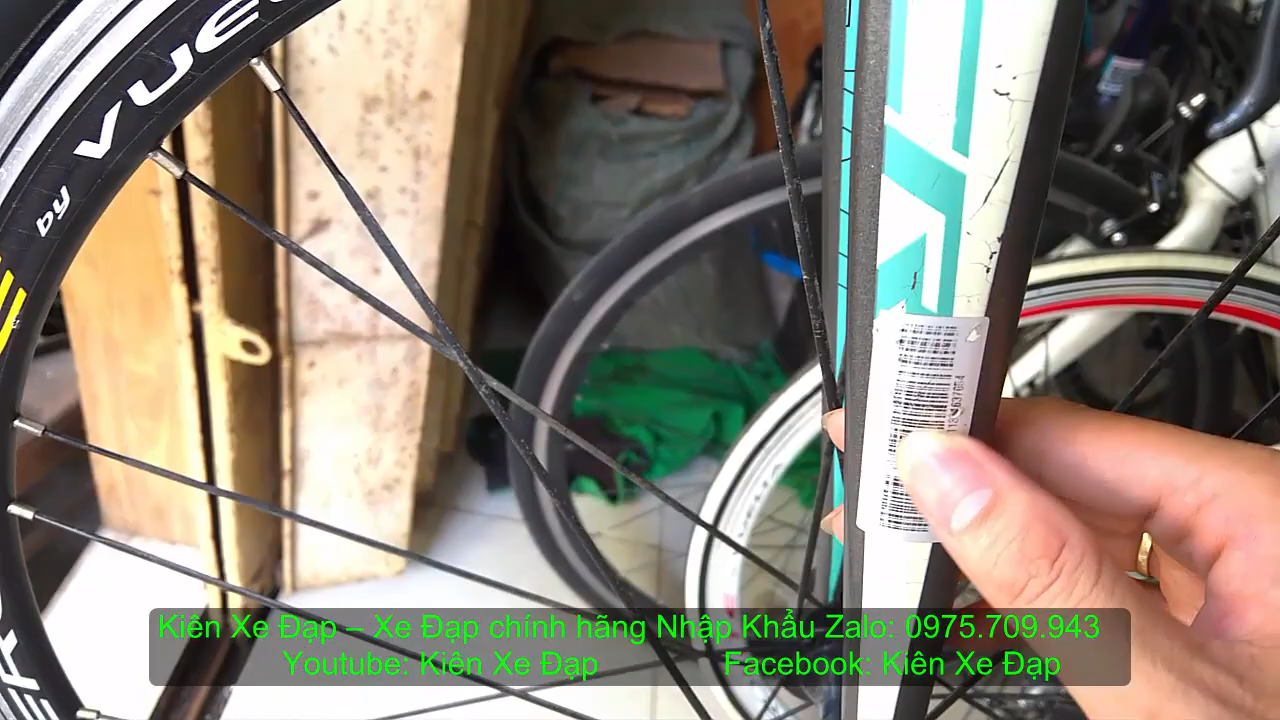 by VUE
Kiên Xe Đạp – Xe Đạp chính hãng Nhập Khẩu Zalo: 0975.709.943
Youtube: Kiên Xe Đạp Facebook: Kiên Xe Đạp